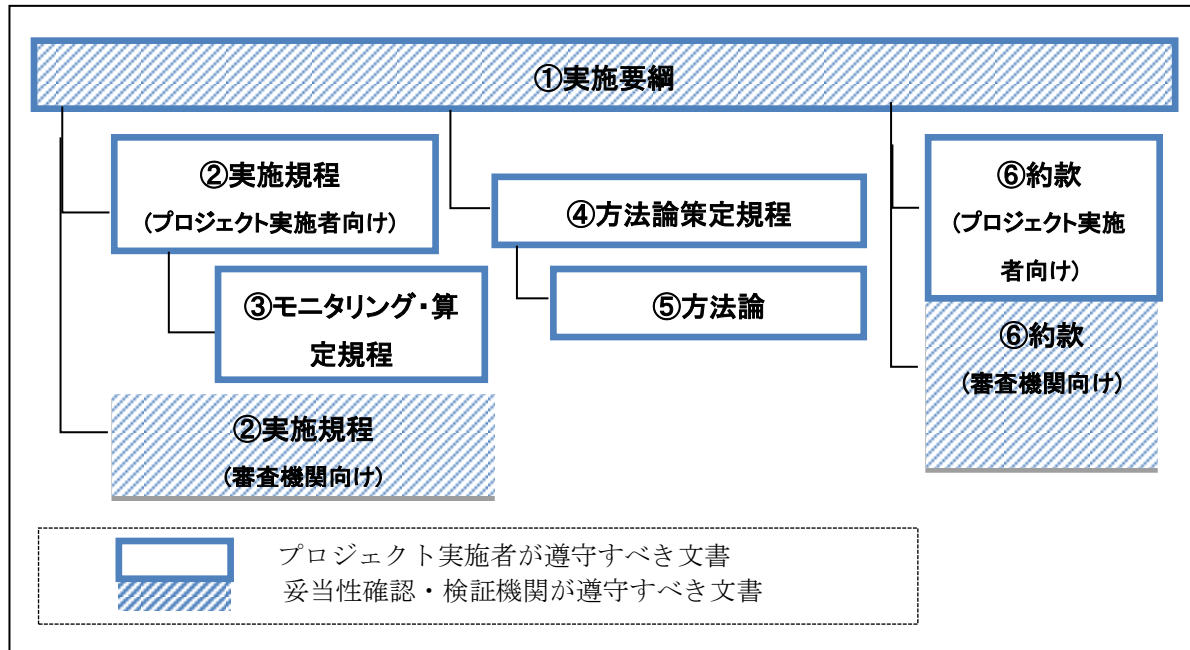 ①実施要綱
②実施規程
(プロジェクト実施者向け)
③モニタリング・算
定規程
②実施規程
(審査機関向け)
④方法論策定規程
⑤方法論
⑥約款
(プロジェクト実施
者向け)
⑥約款
(審査機関向け)
プロジェクト実施者が遵守すべき文書
妥当性確認・検証機関が遵守すべき文書